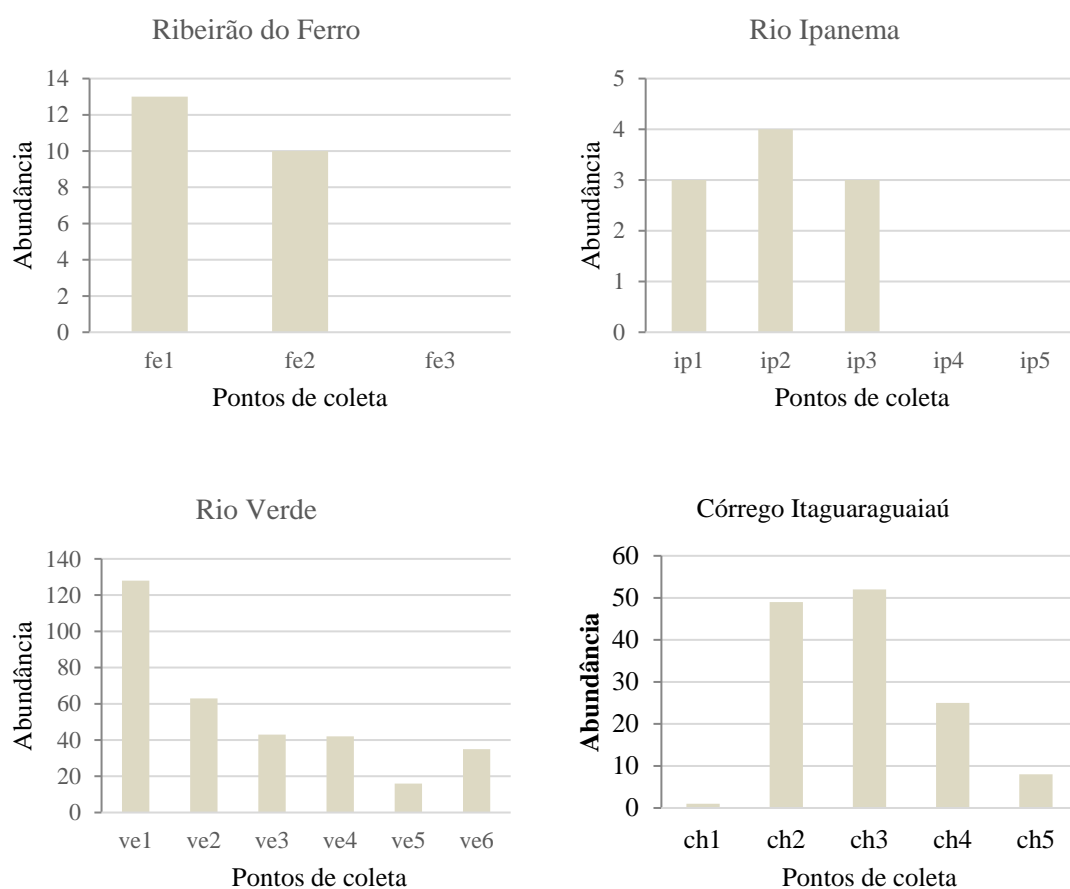 Ribeirão do Ferro
14
12
10
8
6
4
2
0
Abundância
fe1 fe2 fe3
Pontos de coleta
Rio Ipanema
5
4
3
2
1
0
Abundância
ip1 ip2 ip3 ip4 ip5
Pontos de coleta
Rio Verde
140
120
100
80
60
40
20
0
Abundância
ve1 ve2 ve3 ve4 ve5 ve6
Pontos de coleta
Córrego Itaguaraguaiaú
60
50
40
30
20
10
0
Abundância
ch1 ch2 ch3 ch4 ch5
Pontos de coleta